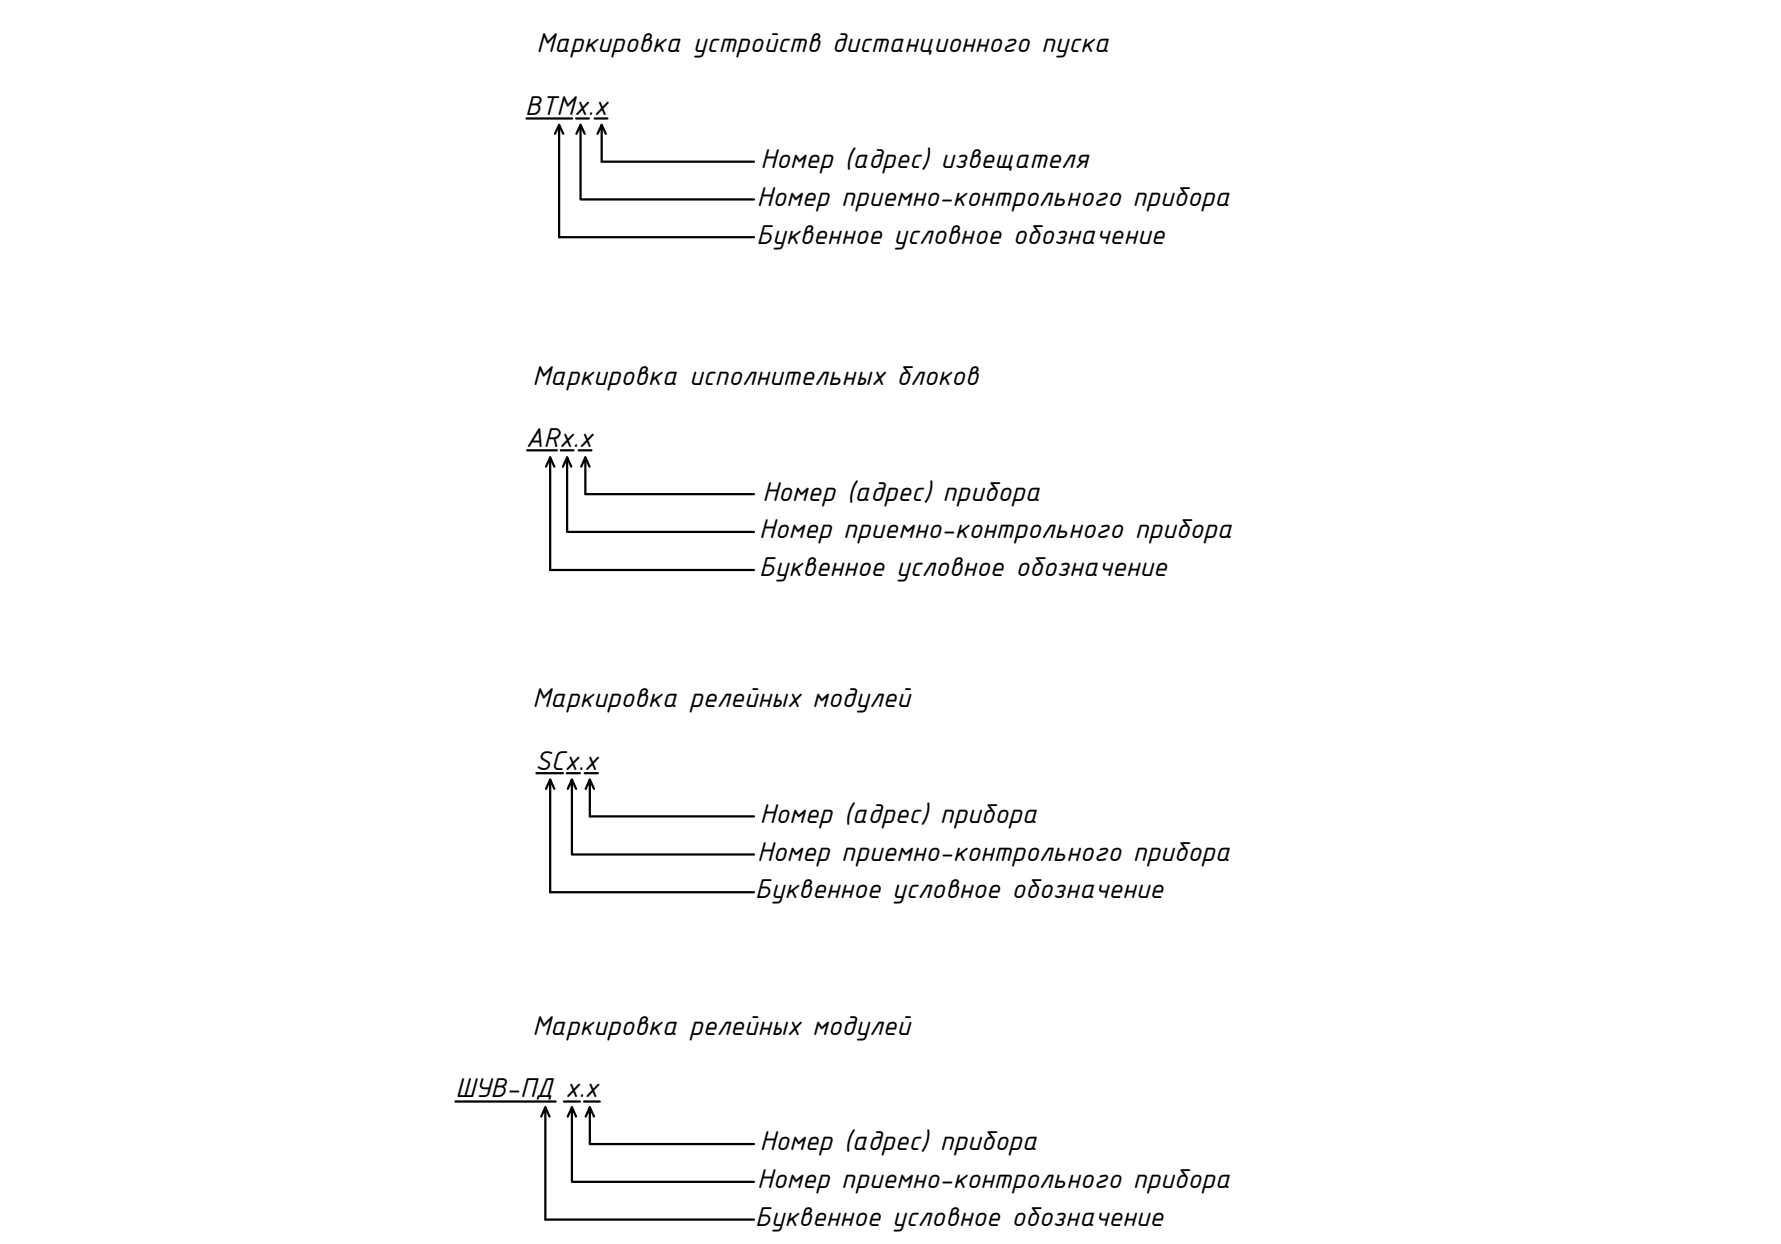 Маркировка устройств дистанционного пуска
BTMx.x
Номер (адрес) извещателя
Номер приемно-контрольного прибора
Буквенное условное обозначение
Маркировка исполнительных блоков
ARx.x
Номер (адрес) прибора
Номер приемно-контрольного прибора
Буквенное условное обозначение
Маркировка релейных модулей
SCx.x
Номер (адрес) прибора
Номер приемно-контрольного прибора
Буквенное условное обозначение
Маркировка релейных модулей
ШУВ-ПД x.x
Номер (адрес) прибора
Номер приемно-контрольного прибора
Буквенное условное обозначение